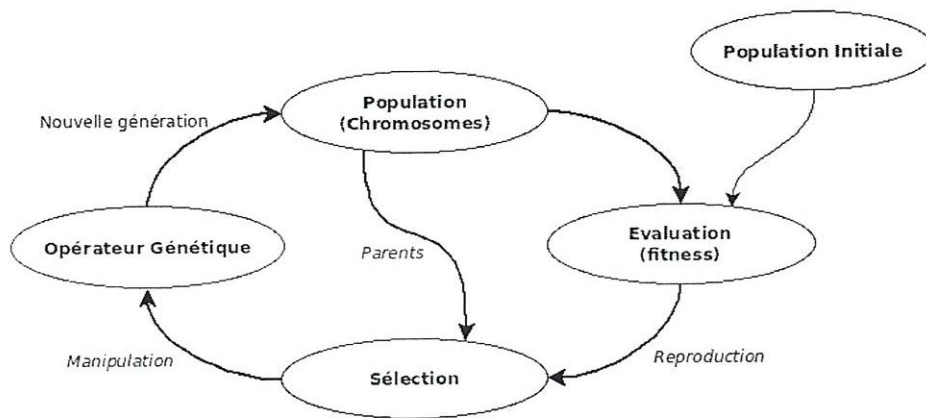 Population Initiale
Population
(Chromosomes)
Nouvelle génération
Opérateur Génétique
Parents
Evaluation
(fitness)
Manipulation
Reproduction
Sélection